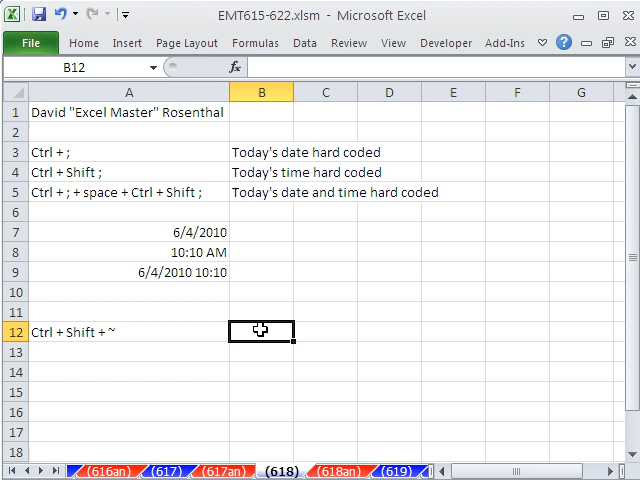 EMT615-622.xlsm - Microsoft Excel
File Home Insert Page Layout Formulas Data Review View Developer Add-Ins
B12 fx
A B C D E F G
1 David "Excel Master" Rosenthal
2
3 Ctrl + ; Today's date hard coded
4 Ctrl + Shift ; Today's time hard coded
5 Ctrl + ; + space + Ctrl + Shift ; Today's date and time hard coded
6
7 6/4/2010
8 10:10 AM
9 6/4/2010 10:10
10
11
12 Ctrl + Shift + ~
13
14
15
16
17
18
(616an) (617) (617an) (618) (618an) (619)